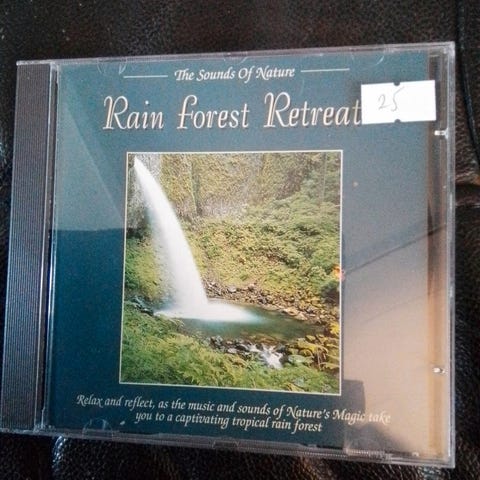 The Sounds Of Nature
Rain Forest Retreat
25
Relax and reflect, as the music and sounds of Nature's Magic take
you to a captivating tropical rain forest